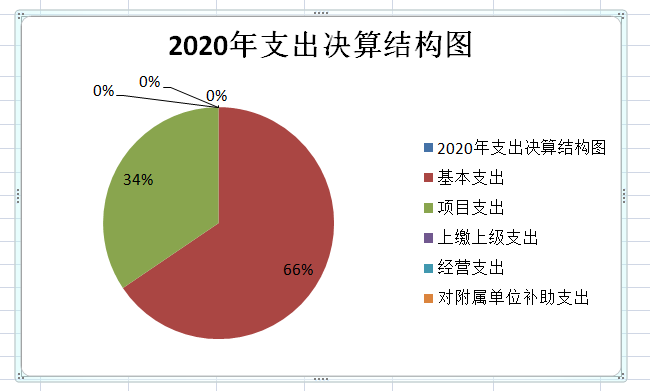 2020年支出决算结构图
0%
0%
0%
34%
66%
2020年支出决算结构图
基本支出
项目支出
上缴上级支出
经营支出
对附属单位补助支出